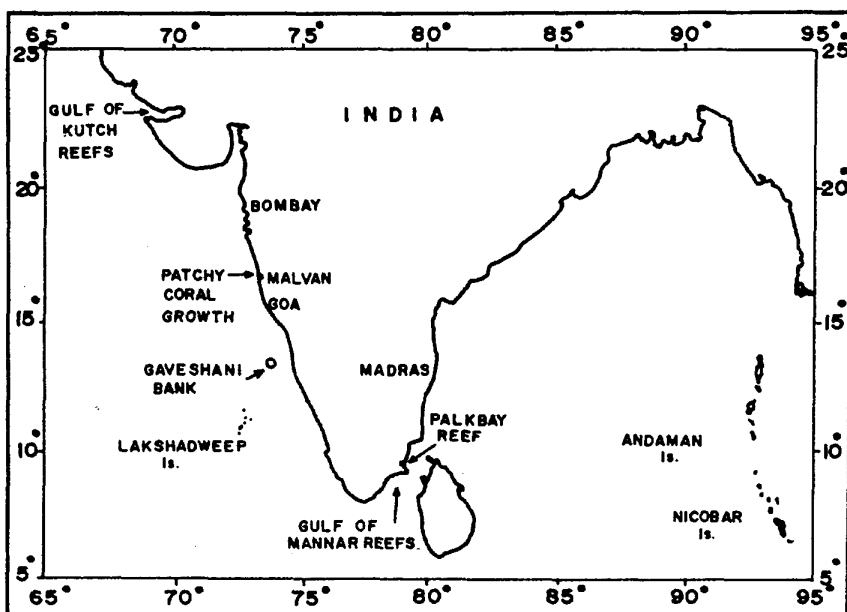 65° 70° 75° 80° 85° 90° 95°
25° 25°
INDIA
GULF OF
KUTCH
REEFS
20° 20°
BOMBAY
PATCHY
CORAL
GROWTH
MALVAN
GOA
15° 15°
GAVESHANI
BANK
MADRAS
PALKBAY
REEF
LAKSHADWEEP
Is.
ANDAMAN
Is.
10° 10°
NICOBAR
Is.
GULF OF
MANNAR REEFS
5° 5°
65° 70° 75° 80° 85° 90° 95°